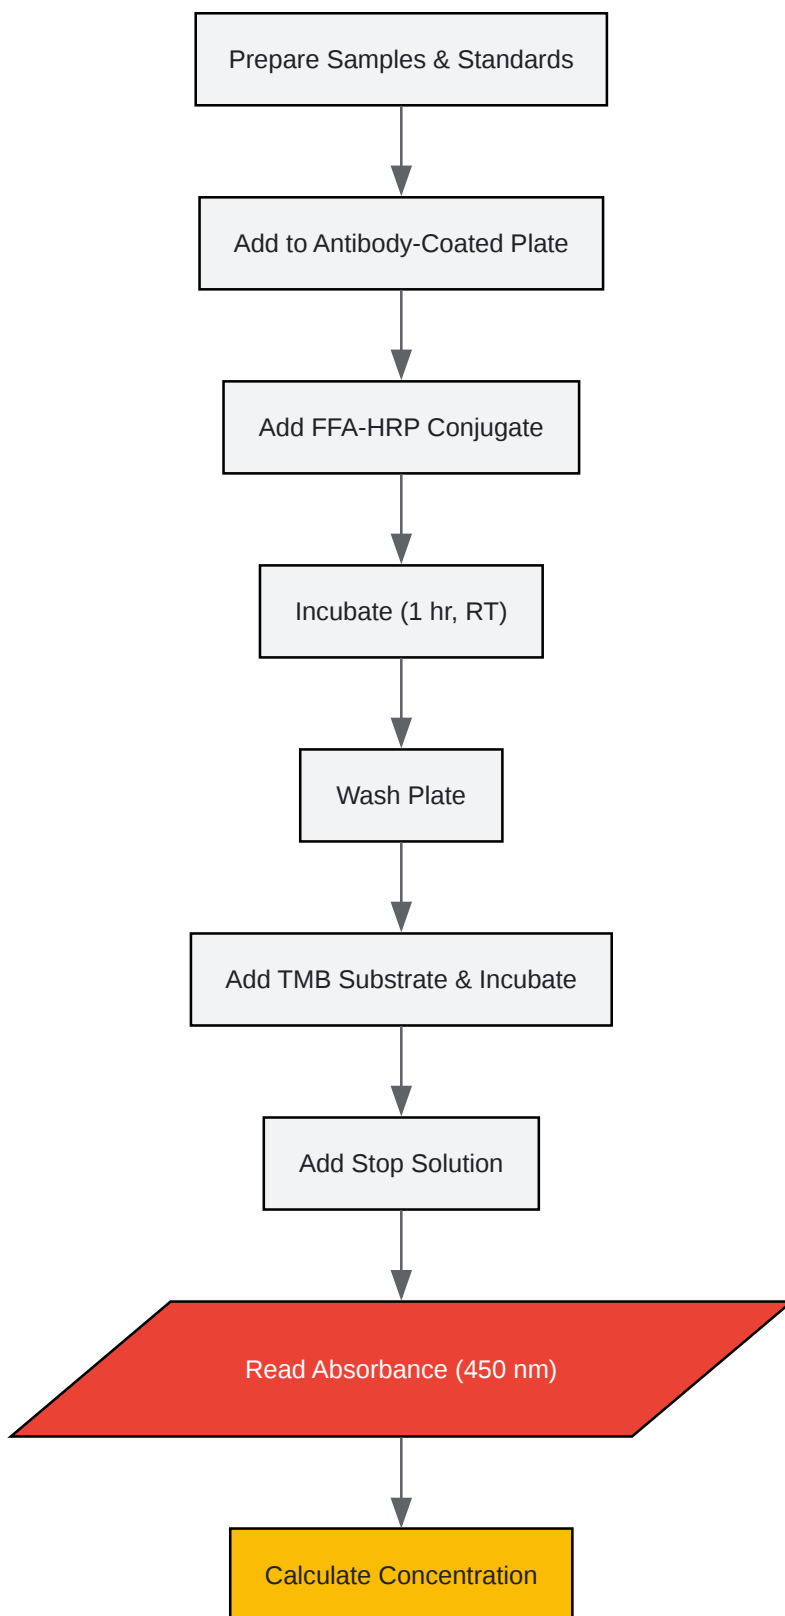 Prepare Samples & Standards
Add to Antibody-Coated Plate
Add FFA-HRP Conjugate
Incubate (1 hr, RT)
Wash Plate
Add TMB Substrate & Incubate
Add Stop Solution
Read Absorbance (450 nm)
Calculate Concentration